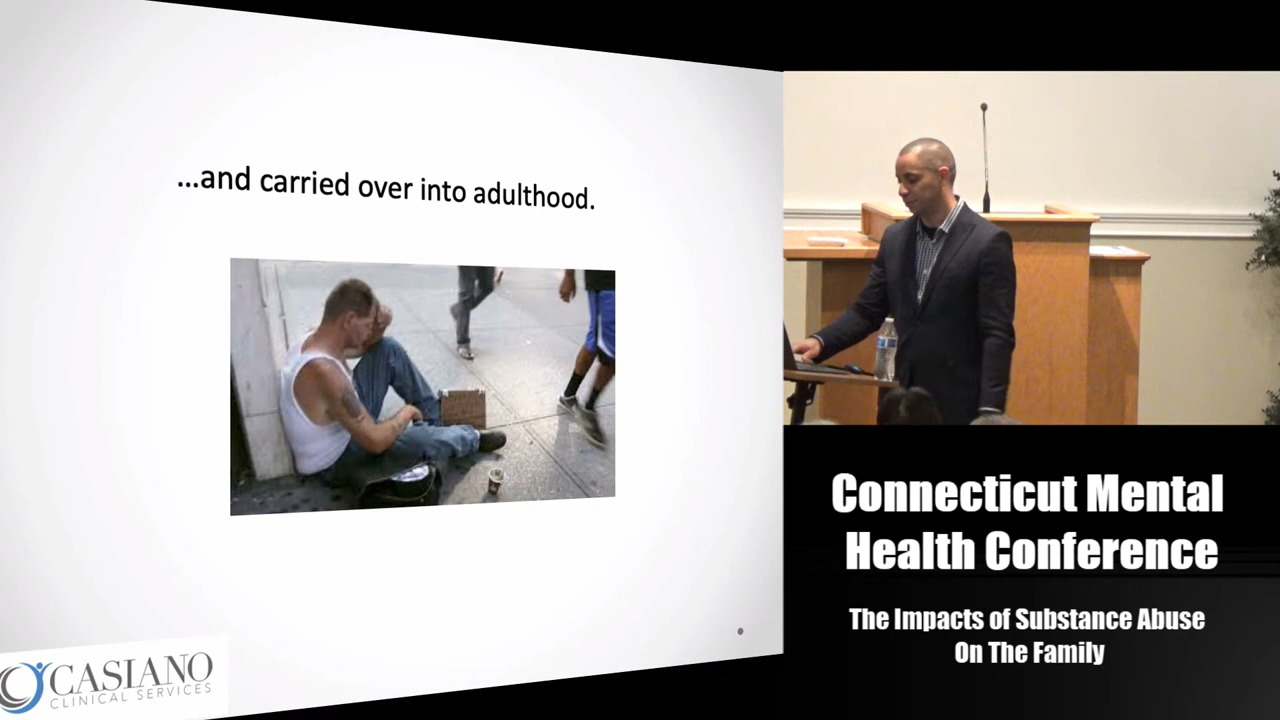 ...and carried over into adulthood.
CASIANO
CLINICAL SERVICES
Connecticut Mental
Health Conference
The Impacts of Substance Abuse
On The Family